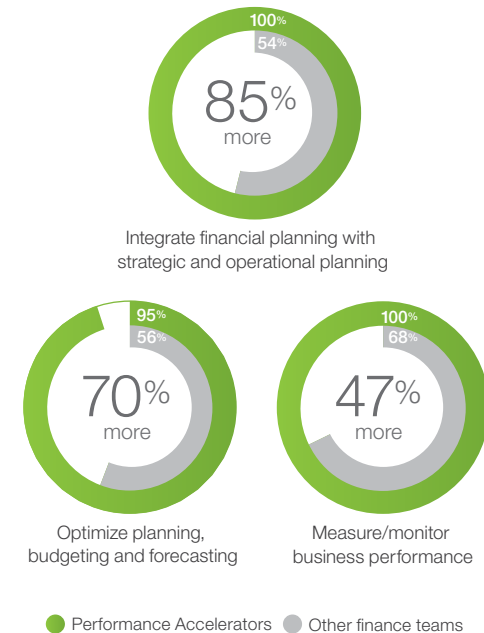 100%
54%
85%
more
Integrate financial planning with
strategic and operational planning
95%
56%
70%
more
Optimize planning,
budgeting and forecasting
100%
68%
47%
more
Measure/monitor
business performance
Performance Accelerators
Other finance teams